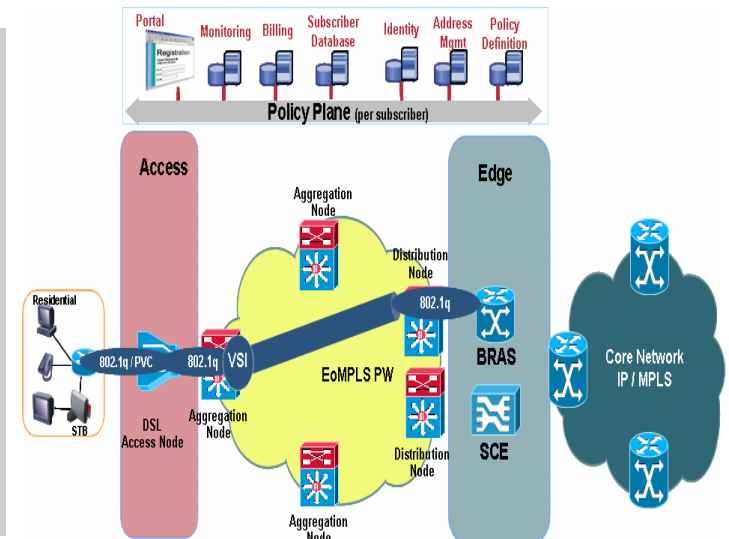 Portal
Monitoring
Billing
Subscriber
Database
Identity
Address
Mgmt
Policy
Definition
Registration
Policy Plane (per subscriber)
Access
Edge
Aggregation
Node
Distribution
Node
802.1q
Residential
802.1q / PVC
802.1q
VSI
EoMPLS PW
BRAS
Core Network
IP / MPLS
STB
DSL
Access Node
Aggregation
Node
Distribution
Node
SCE
Aggregation
Node